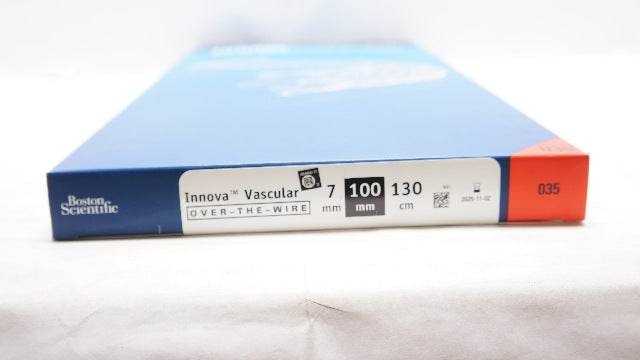 Boston
Scientific
Innova™ Vascular
OVER-THE-WIRE
7
mm
100
mm
130
cm
2025-11-02
035